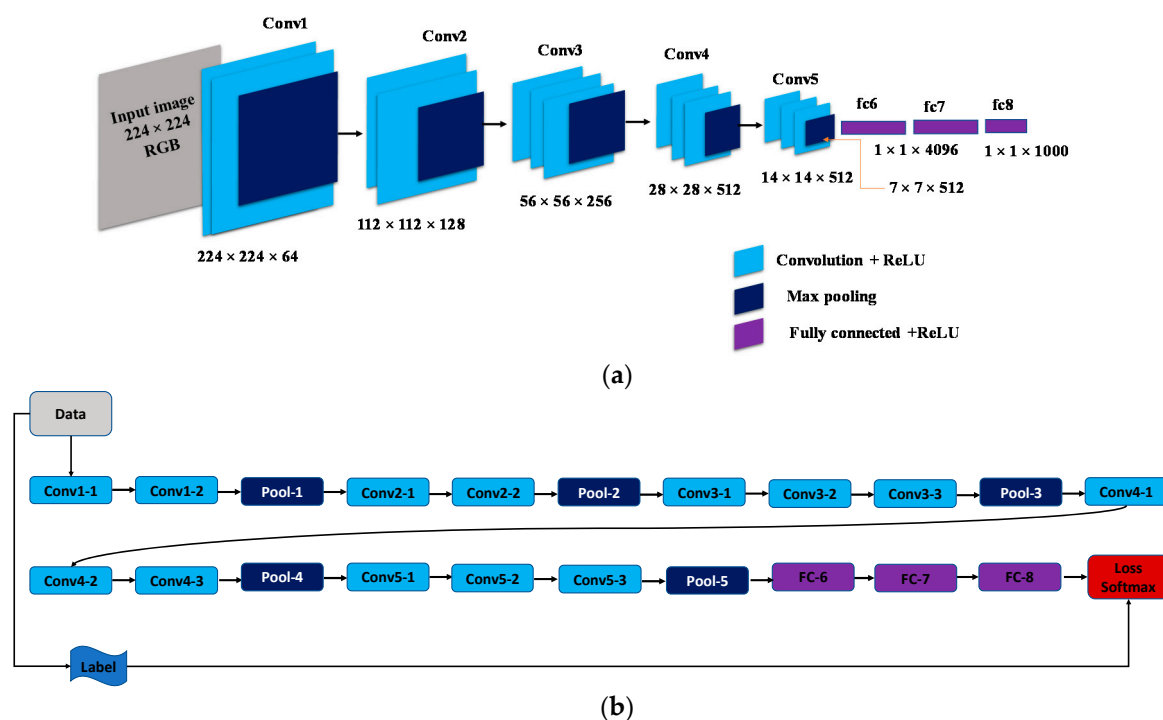 Conv1
Conv2
Conv3
Conv4
Conv5
fc6
fc7
fc8
Input image
224 × 224
RGB
1 × 1 × 4096
1 × 1 × 1000
14 × 14 × 512
28 × 28 × 512
7 × 7 × 512
56 × 56 × 256
112 × 112 × 128
224 × 224 × 64
Convolution + ReLU
Max pooling
Fully connected +ReLU
(a)
Data
Conv1-1
Conv1-2
Pool-1
Conv2-1
Conv2-2
Pool-2
Conv3-1
Conv3-2
Conv3-3
Pool-3
Conv4-1
Conv4-2
Conv4-3
Pool-4
Conv5-1
Conv5-2
Conv5-3
Pool-5
FC-6
FC-7
FC-8
Loss
Softmax
Label
(b)